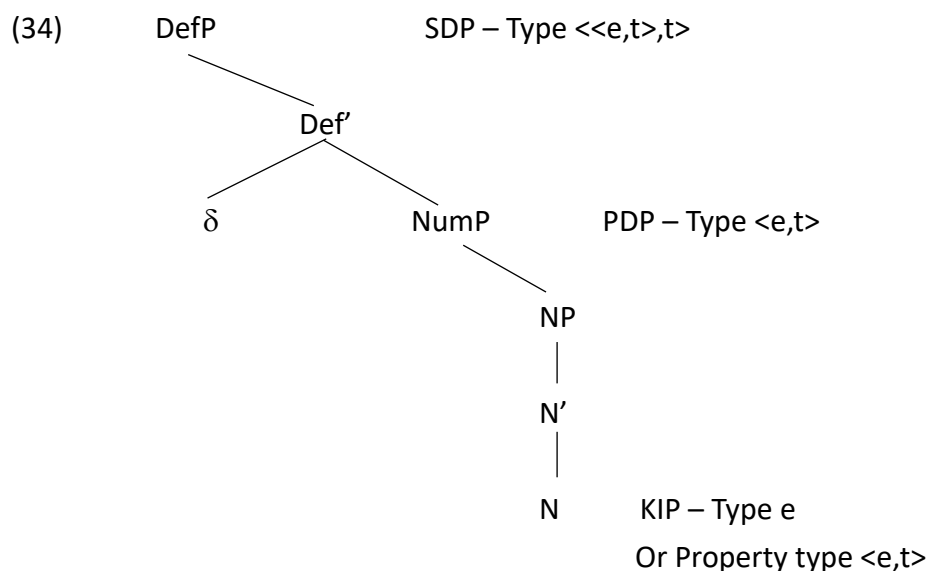 (34) DefP SDP – Type <<e,t>,t>
Def’
δ NumP PDP – Type <e,t>
NP
N’
N KIP – Type e
Or Property type <e,t>